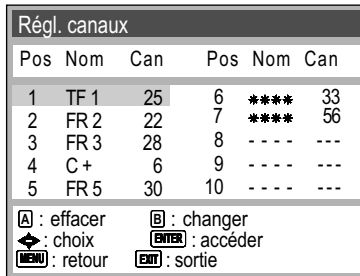 Régl. canaux
Pos Nom Can Pos Nom Can
1 TF 1 25 6 **** 33
2 FR 2 22 7 **** 56
3 FR 3 28 8 - - - - ---
4 C + 6 9 - - - - ---
5 FR 5 30 10 - - - - ---
A : effacer B : changer
: choix ENTER : accéder
MENU : retour EXIT : sortie